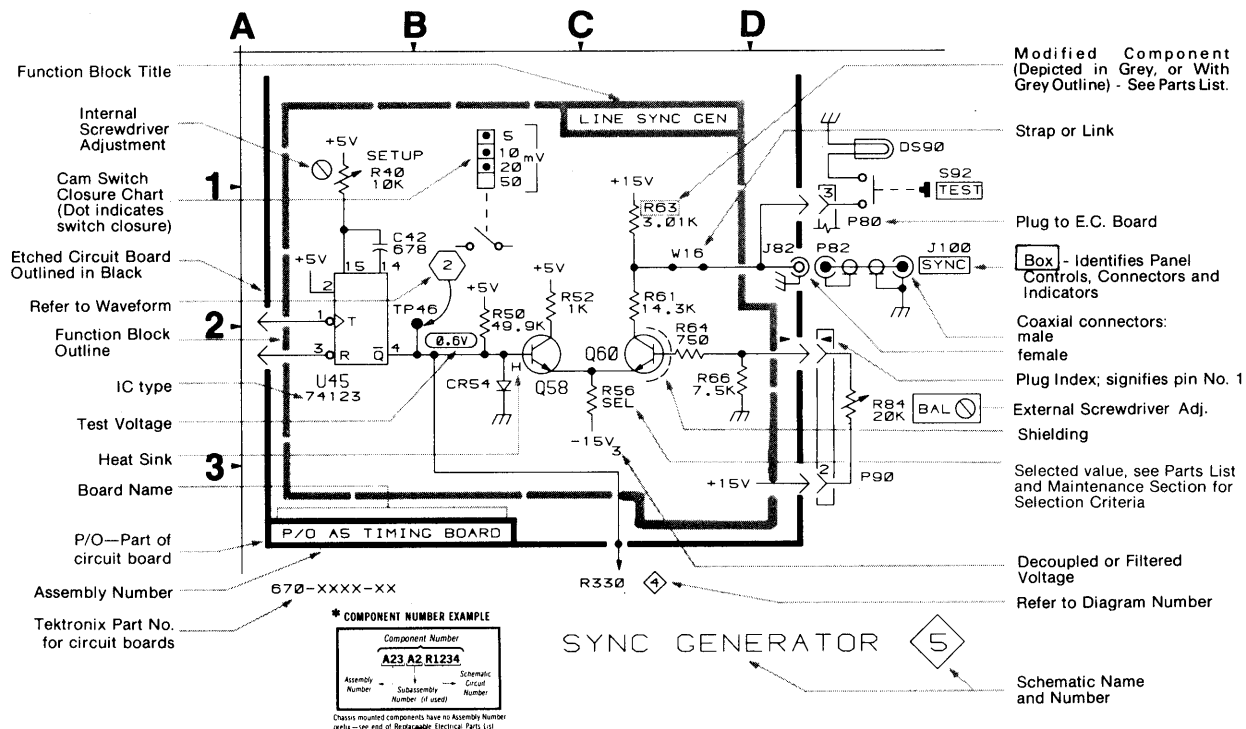 A B C D
Function Block Title
Internal
Screwdriver
Adjustment
Cam Switch
Closure Chart
(Dot indicates
switch closure)
Etched Circuit Board
Outlined in Black
Refer to Waveform
Function Block
Outline
IC type
Test Voltage
Heat Sink
Board Name
P/O—Part of
circuit board
Assembly Number
Tektronix Part No.
for circuit boards
1
2
3
LINE SYNC GEN
+5V
SETUP
R40
10K
5
10
20
50
mV
C42
678
+5V
15 14
2
1
T
3
R
Q̅ 4
U45
74123
2
TP46
0.6V
+5V
R50
49.9K
CR54
H
+5V
R52
1K
Q58
Q60
+15V
R63
3.01K
W16
R61
14.3K
R64
750
R66
7.5K
R56
SEL
-15V
3
+15V
P/O A5 TIMING BOARD
670-XXXX-XX
R330 4
DS90
S92
TEST
3
P80
J82 P82 J100
SYNC
1
R84
20K
BAL
2
P90
Modified Component
(Depicted in Grey, or With
Grey Outline) - See Parts List.
Strap or Link
Plug to E.C. Board
Box - Identifies Panel
Controls, Connectors and
Indicators
Coaxial connectors:
male
female
Plug Index; signifies pin No. 1
External Screwdriver Adj.
Shielding
Selected value, see Parts List
and Maintenance Section for
Selection Criteria
Decoupled or Filtered
Voltage
Refer to Diagram Number
Schematic Name
and Number
SYNC GENERATOR 5
* COMPONENT NUMBER EXAMPLE
Component Number
A23 A2 R1234
Assembly
Number
Subassembly
Number (if used)
Schematic
Circuit
Number
Chassis mounted components have no Assembly Number
prefix—see end of Replaceable Electrical Parts List